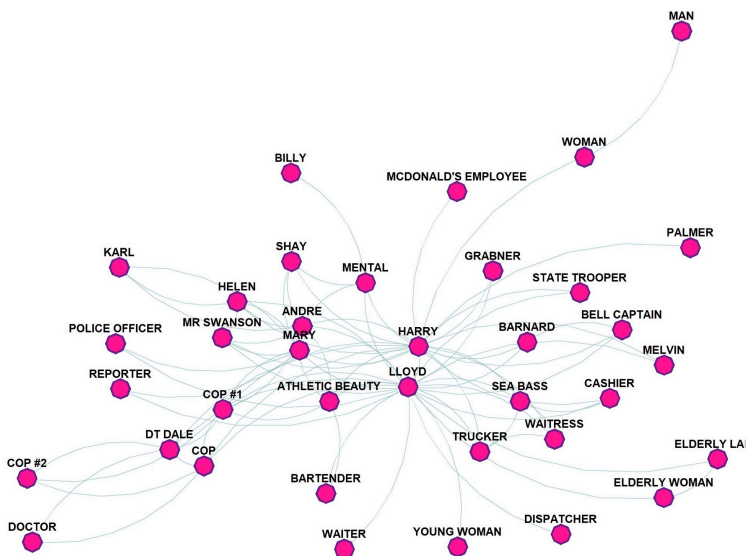 MAN
WOMAN
BILLY
MCDONALD'S EMPLOYEE
PALMER
SHAY
KARL
GRABNER
MENTAL
STATE TROOPER
HELEN
ANDRE
BELL CAPTAIN
MR SWANSON
HARRY
BARNARD
POLICE OFFICER
MARY
MELVIN
LLOYD
REPORTER
ATHLETIC BEAUTY
SEA BASS
CASHIER
COP #1
WAITRESS
DT DALE
TRUCKER
ELDERLY LA
COP
COP #2
BARTENDER
ELDERLY WOMAN
DISPATCHER
DOCTOR
WAITER
YOUNG WOMAN